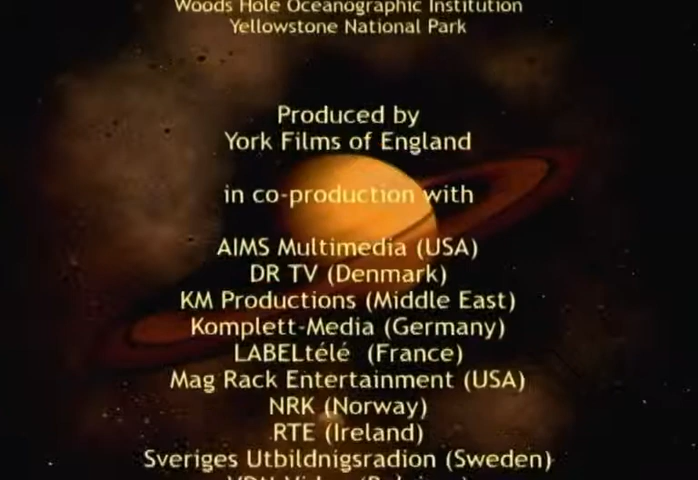 Woods Hole Oceanographic Institution
Yellowstone National Park
Produced by
York Films of England
in co-production with
AIMS Multimedia (USA)
DR TV (Denmark)
KM Productions (Middle East)
Komplett-Media (Germany)
LABELtélé (France)
Mag Rack Entertainment (USA)
NRK (Norway)
RTE (Ireland)
Sveriges Utbildnigsradion (Sweden)